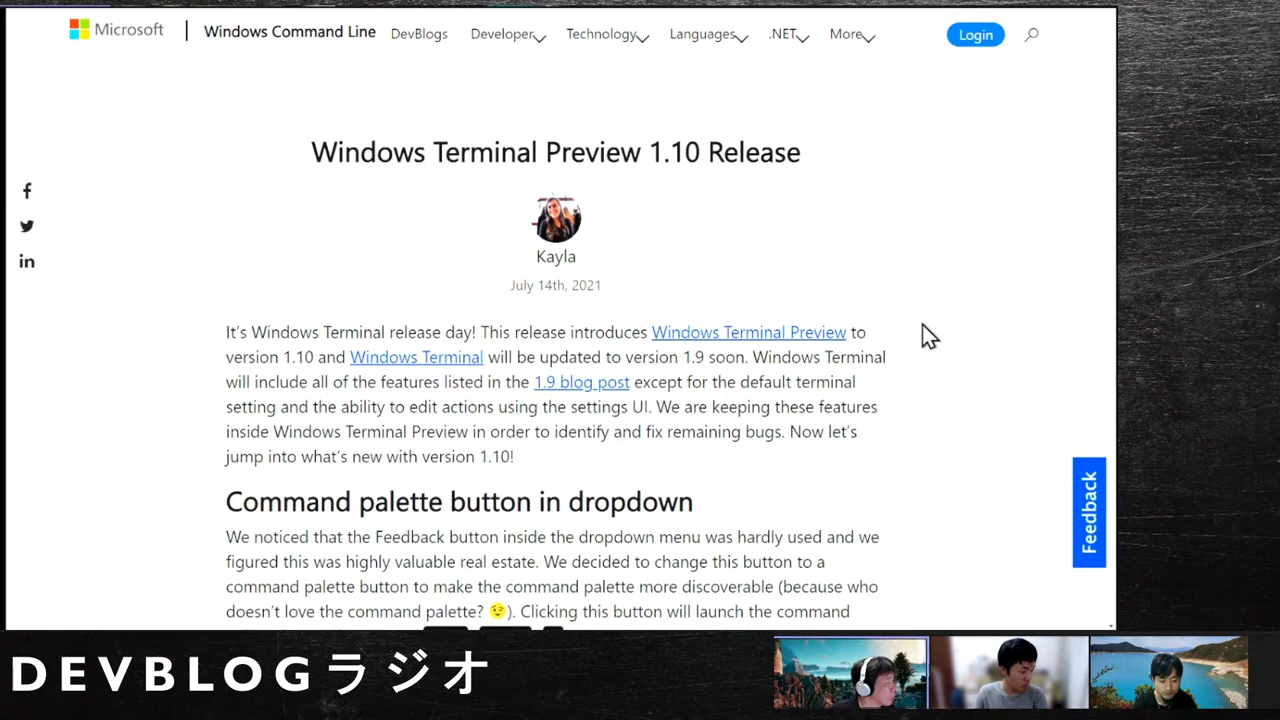 Microsoft
Windows Command Line
DevBlogs
Developer
Technology
Languages
.NET
More
Login
Windows Terminal Preview 1.10 Release
Kayla
July 14th, 2021
It's Windows Terminal release day! This release introduces Windows Terminal Preview to
version 1.10 and Windows Terminal will be updated to version 1.9 soon. Windows Terminal
will include all of the features listed in the 1.9 blog post except for the default terminal
setting and the ability to edit actions using the settings UI. We are keeping these features
inside Windows Terminal Preview in order to identify and fix remaining bugs. Now let's
jump into what's new with version 1.10!
Command palette button in dropdown
We noticed that the Feedback button inside the dropdown menu was hardly used and we
figured this was highly valuable real estate. We decided to change this button to a
command palette button to make the command palette more discoverable (because who
doesn't love the command palette? 😉). Clicking this button will launch the command
Feedback
DEVBLOGラジオ